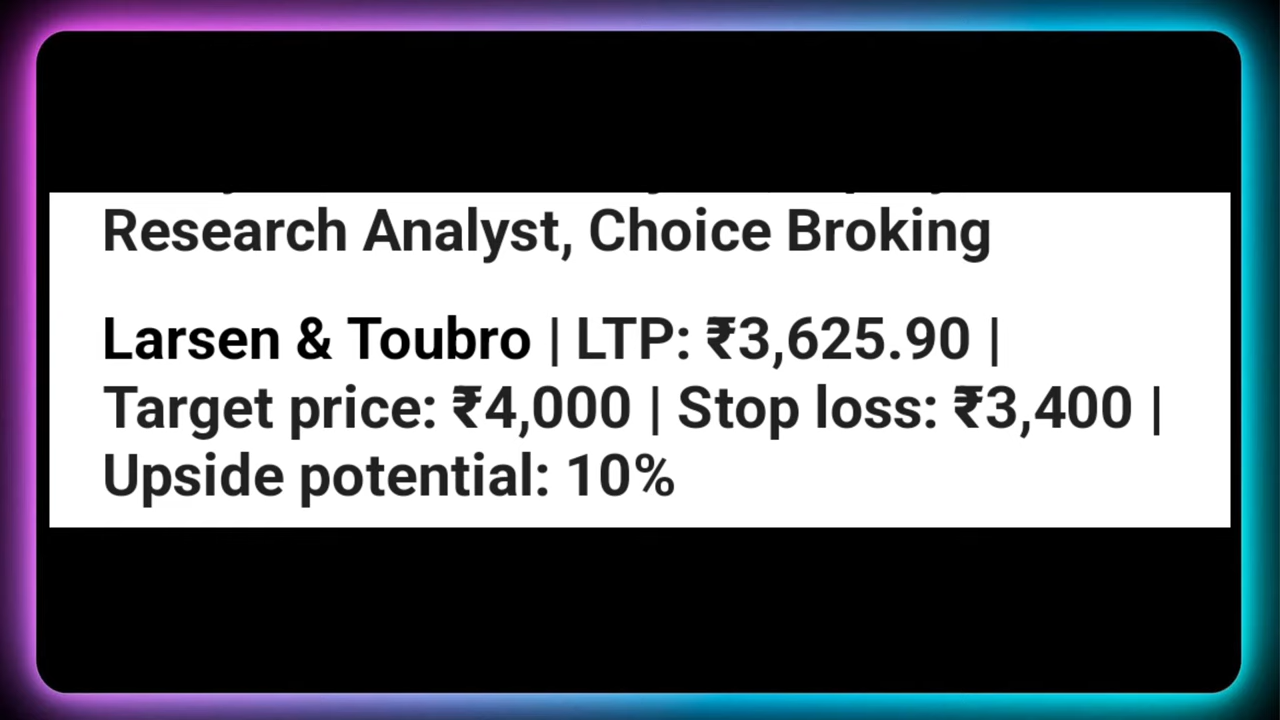 Research Analyst, Choice Broking
Larsen & Toubro | LTP: ₹3,625.90 |
Target price: ₹4,000 | Stop loss: ₹3,400 |
Upside potential: 10%